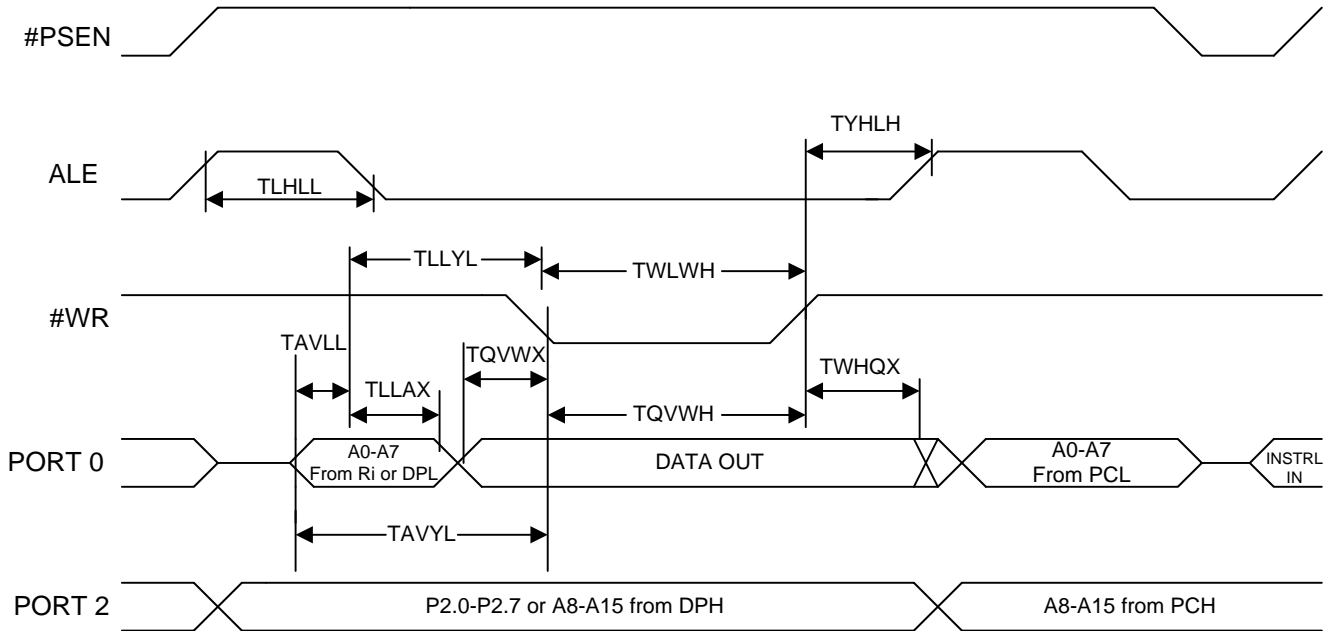 #PSEN
TYHLH
ALE
TLHLL
TLLYL
TWLWH
#WR
TAVLL
TQVWX
TWHQX
TLLAX
TQVWH
PORT 0
A0-A7
From Ri or DPL
DATA OUT
A0-A7
From PCL
INSTRL
IN
TAVYL
PORT 2
P2.0-P2.7 or A8-A15 from DPH
A8-A15 from PCH